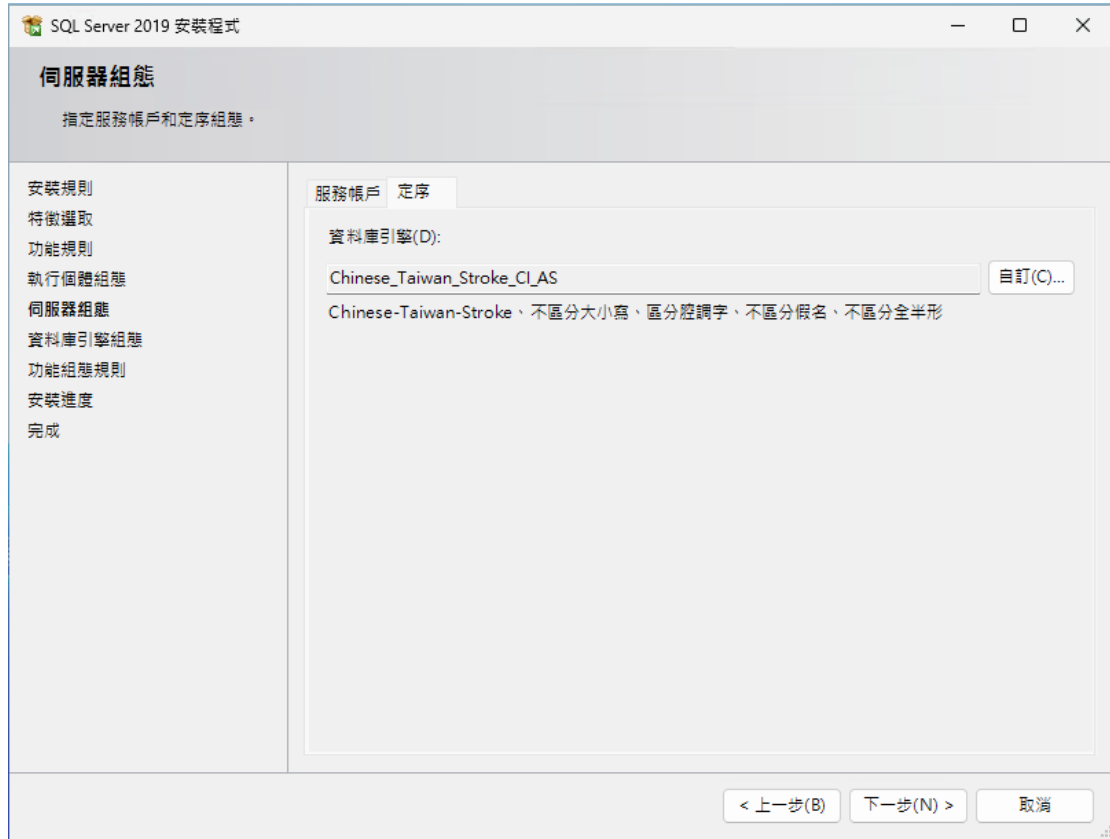 SQL Server 2019 安裝程式
伺服器組態
指定服務帳戶和定序組態。
安裝規則
特徵選取
功能規則
執行個體組態
伺服器組態
資料庫引擎組態
功能組態規則
安裝進度
完成
服務帳戶 定序
資料庫引擎(D):
Chinese_Taiwan_Stroke_CI_AS 自訂(C)...
Chinese-Taiwan-Stroke、不區分大小寫、區分腔調字、不區分假名、不區分全半形
< 上一步(B) 下一步(N) > 取消